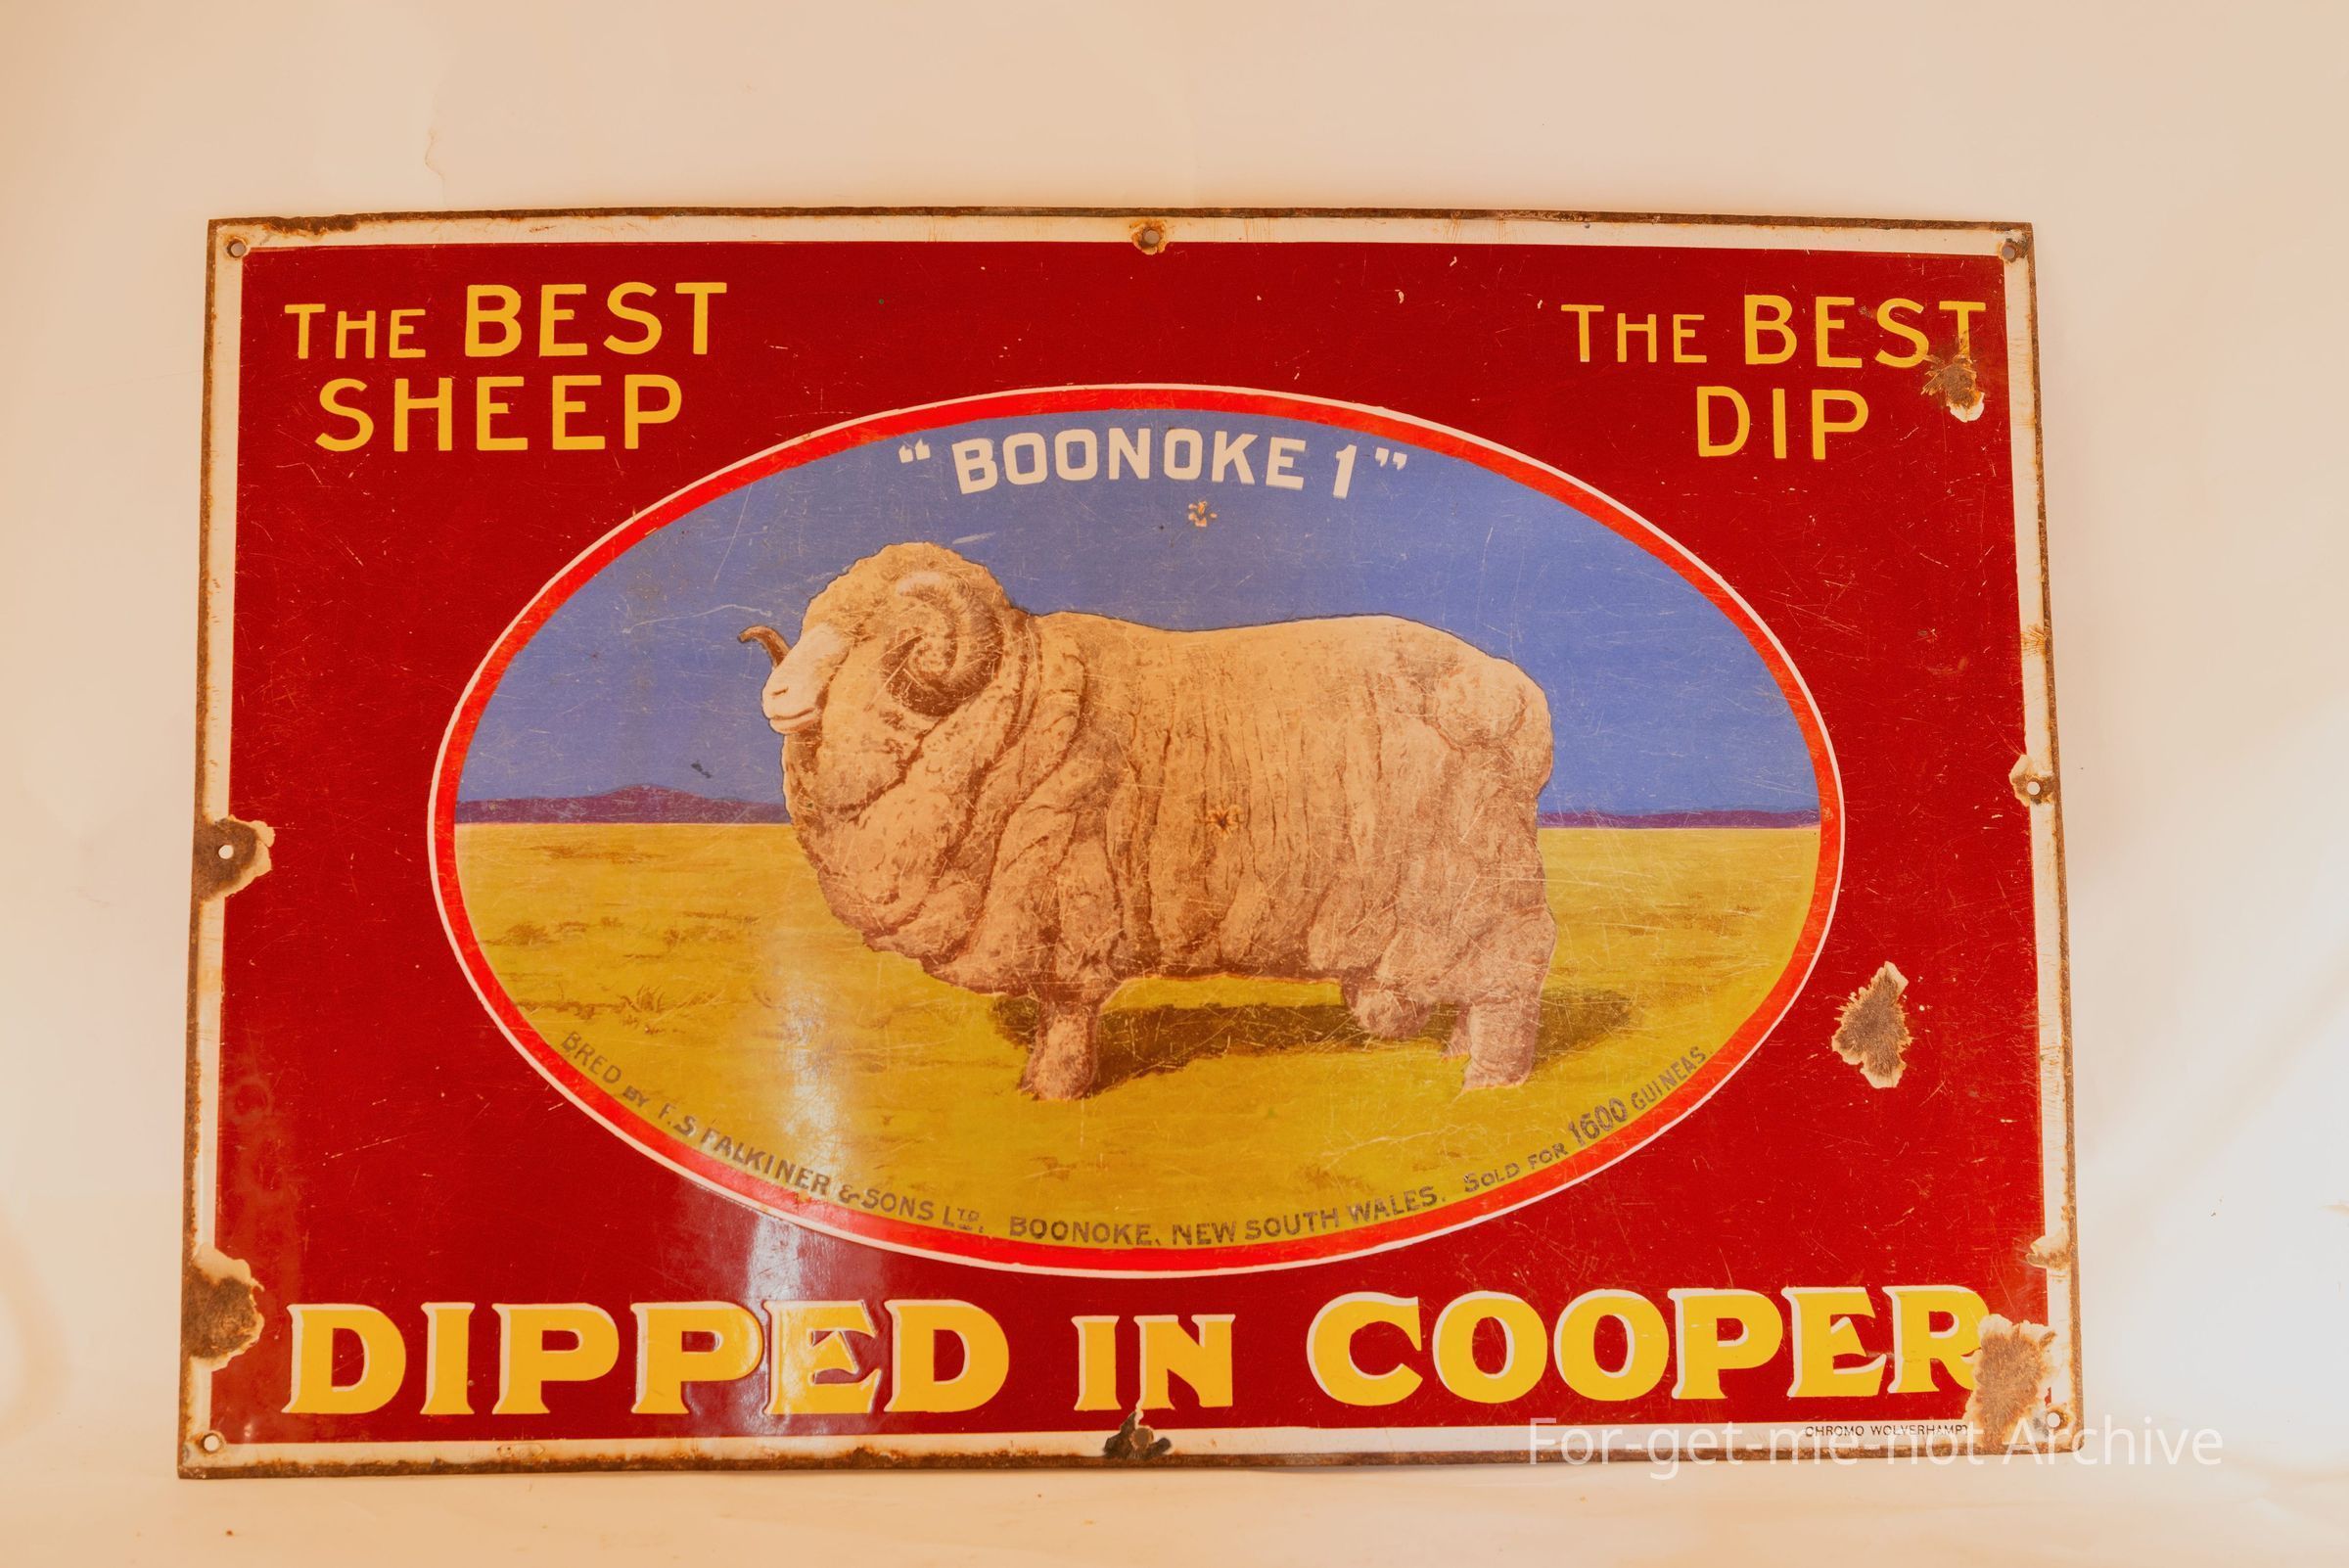 THE BEST
SHEEP
THE BEST
DIP
"BOONOKE 1"
BRED BY F.S. FALKINER & SONS LTD. BOONOKE, NEW SOUTH WALES. SOLD FOR 1600 GUINEAS.
DIPPED IN COOPER
CHROMO
For-get-me-not Archive